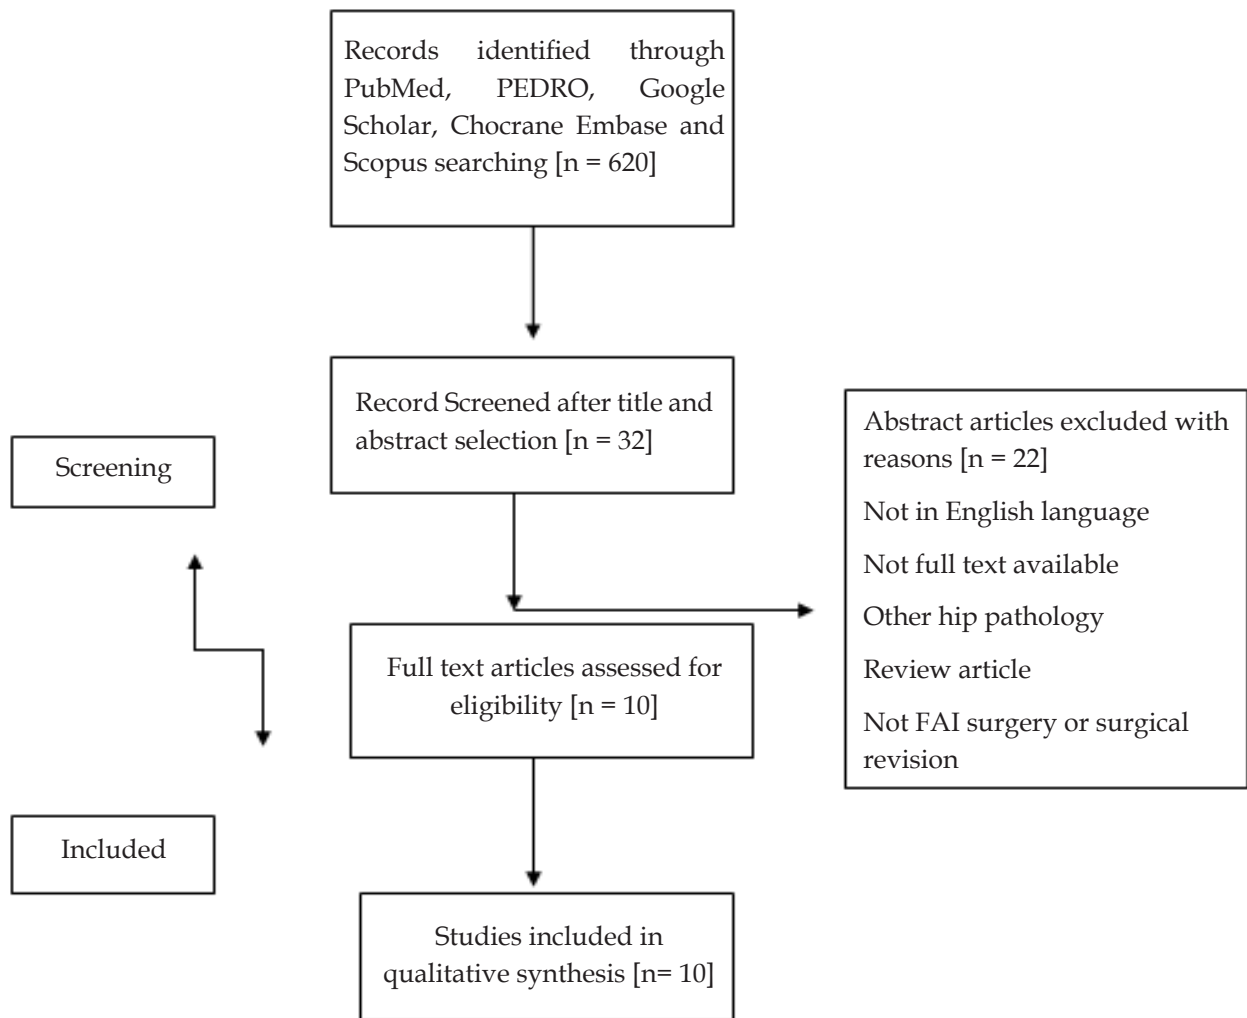 Records identified through
PubMed, PEDRO, Google
Scholar, Chocrane Embase and
Scopus searching [n = 620]
Record Screened after title and
abstract selection [n = 32]
Screening
Abstract articles excluded with
reasons [n = 22]
Not in English language
Not full text available
Other hip pathology
Review article
Not FAI surgery or surgical
revision
Full text articles assessed for
eligibility [n = 10]
Included
Studies included in
qualitative synthesis [n= 10]